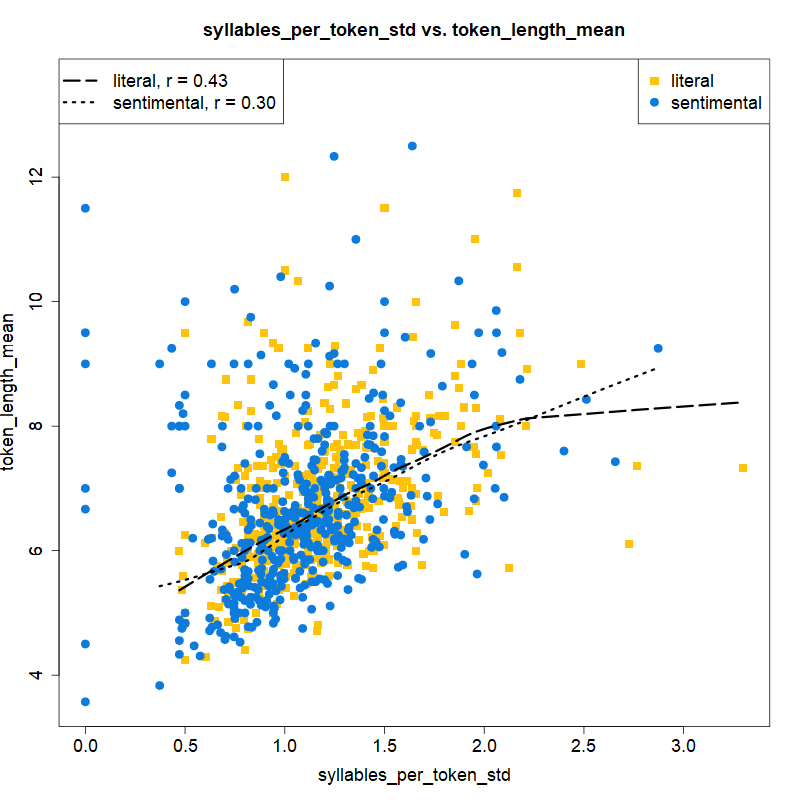 syllables_per_token_std vs. token_length_mean
literal, r = 0.43
sentimental, r = 0.30
literal
sentimental
token_length_mean
12
10
8
6
4
0.0 0.5 1.0 1.5 2.0 2.5 3.0
syllables_per_token_std